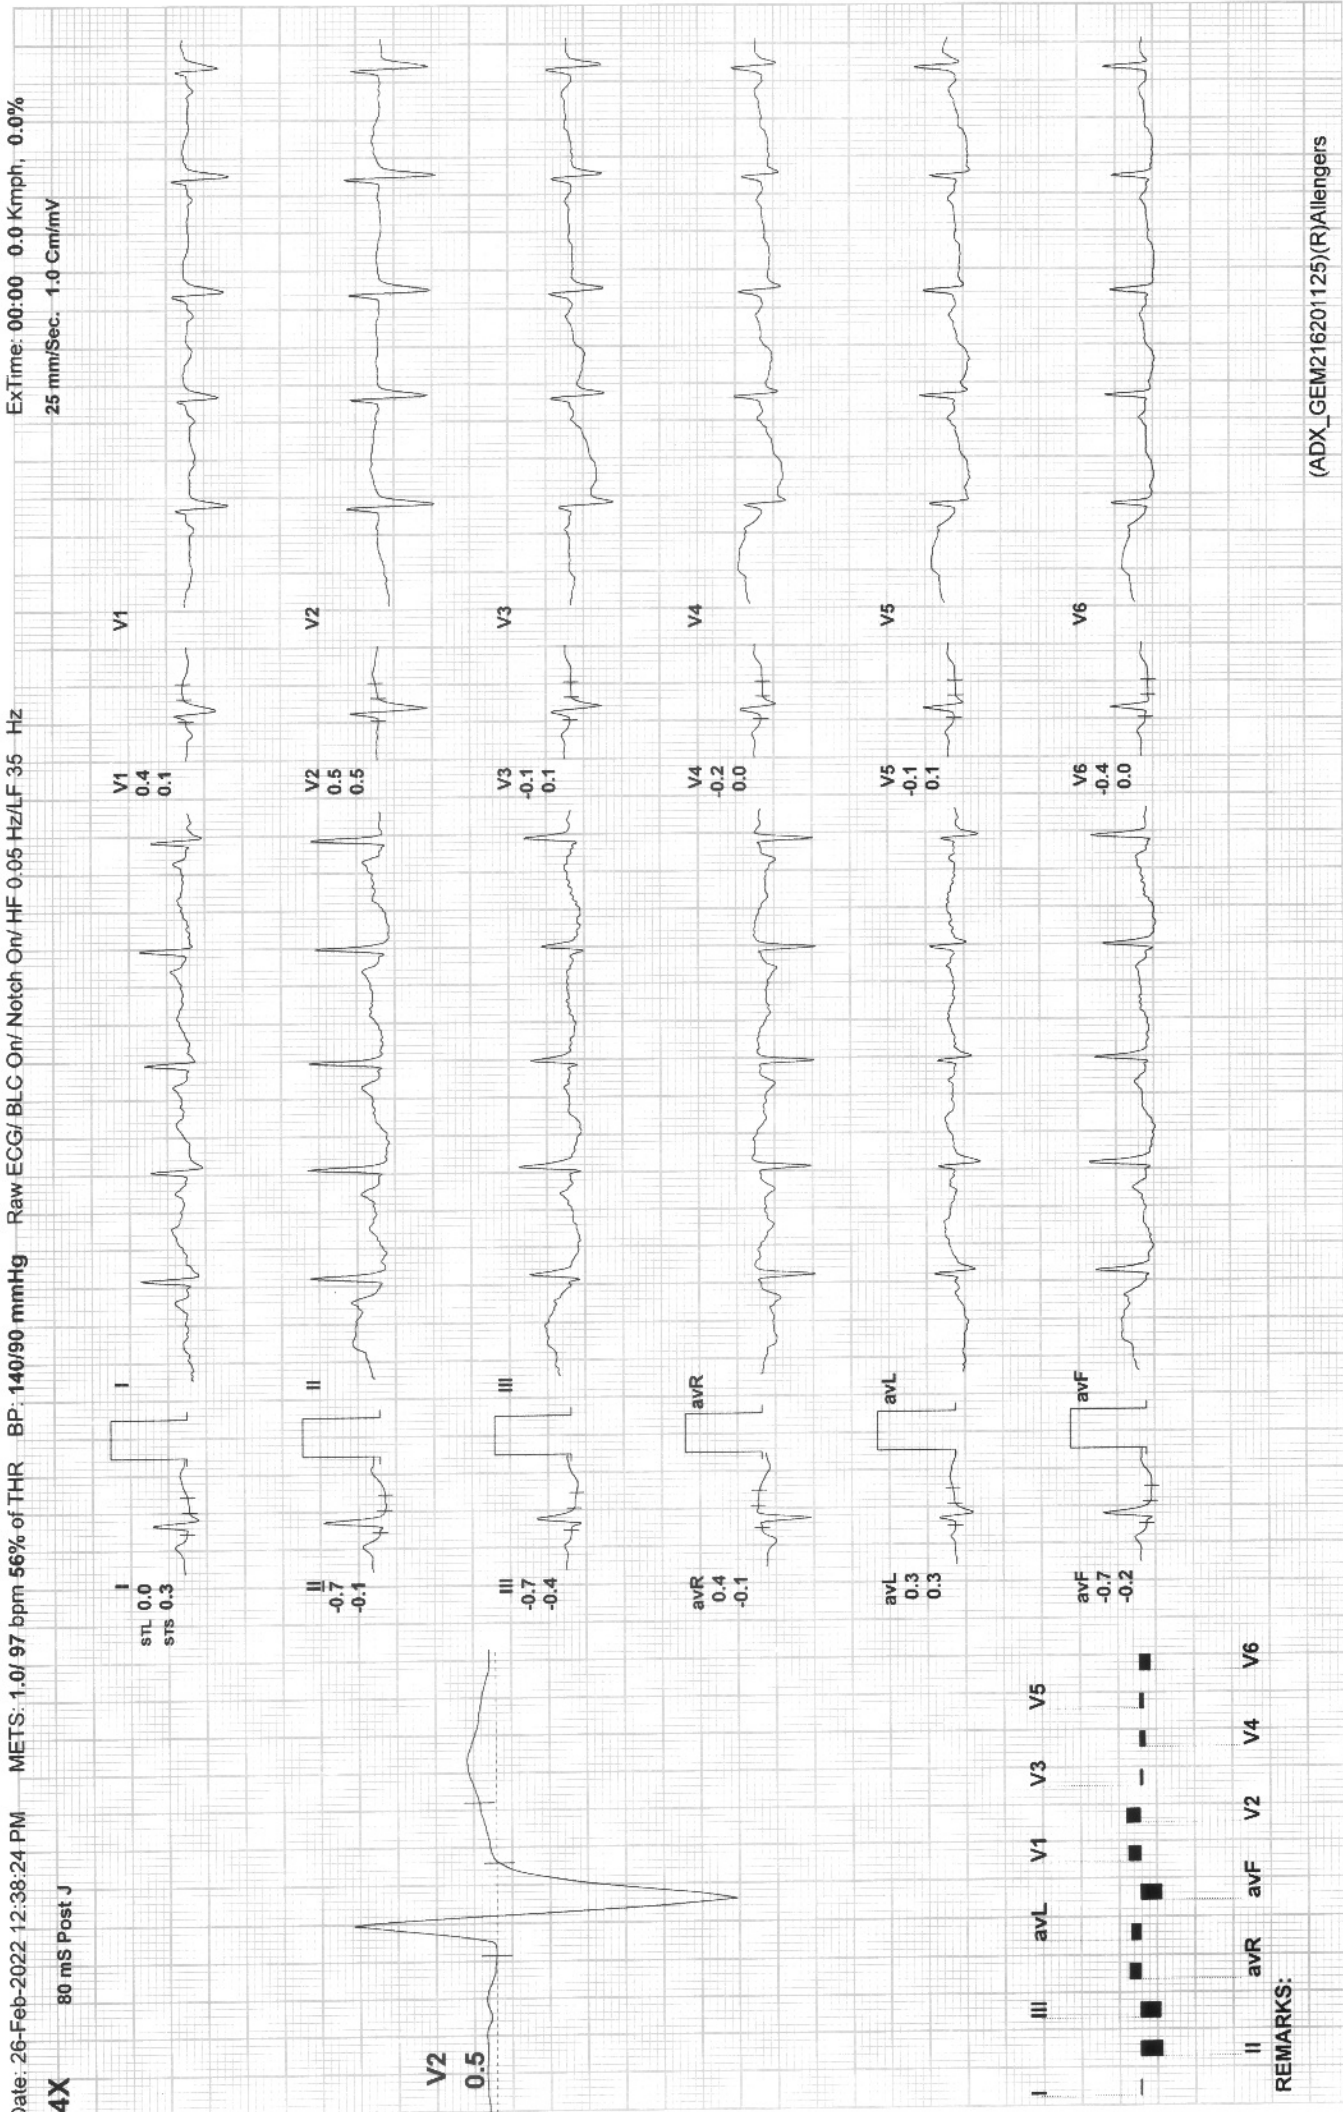 Date: 26-Feb-2022 12:38:24 PM METS: 1.0/ 97 bpm 56% of THR BP: 140/90 mmHg Raw ECG/ BLC On/ Notch On/ HF 0.05 Hz/LF 35 Hz ExTime: 00:00 0.0 Kmph, 0.0%
4X 80 mS Post J 25 mm/Sec. 1.0 Cm/mV
I
STL 0.0
STS 0.3
I
V1
0.4
0.1
V1
II
-0.7
-0.1
II
V2
0.5
0.5
V2
V2
0.5
III
-0.7
-0.4
III
V3
-0.1
0.1
V3
avR
0.4
-0.1
avR
V4
-0.2
0.0
V4
avL
0.3
0.3
avL
V5
-0.1
0.1
V5
avF
-0.7
-0.2
avF
V6
-0.4
0.0
V6
I III avL V1 V3 V5
II avR avF V2 V4 V6
REMARKS:
(ADX_GEM216201125)(R)Allengers